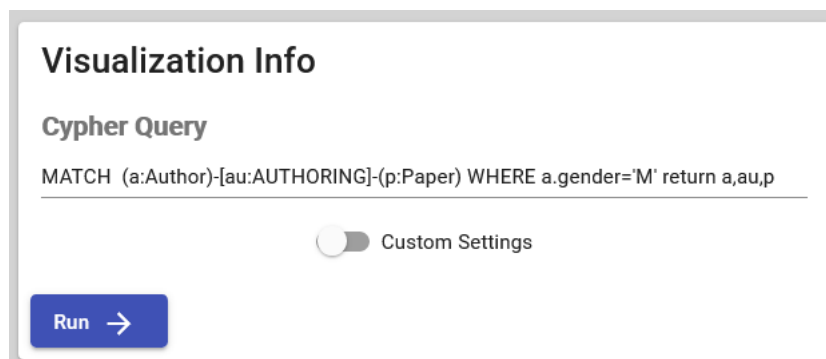 Visualization Info
Cypher Query
MATCH  (a:Author)-[au:AUTHORING]-(p:Paper) WHERE a.gender='M' return a,au,p
Custom Settings
Run